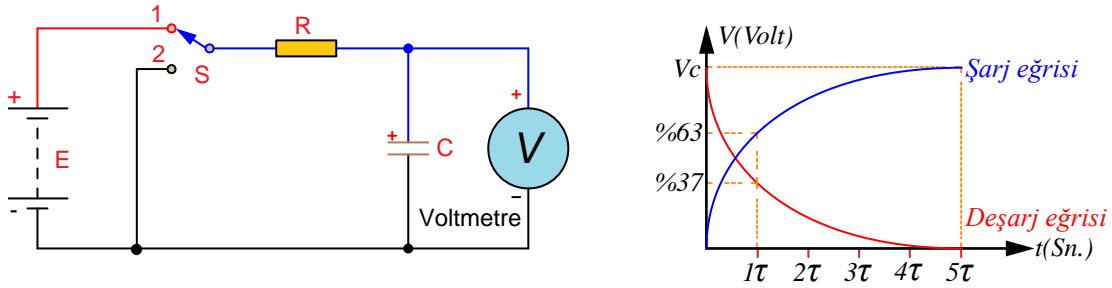 1
2
S
R
+
E
-
+
C
+
V
-
Voltmetre
V(Volt)
Vc
%63
%37
Şarj eğrisi
Deşarj eğrisi
1τ 2τ 3τ 4τ 5τ
t(Sn.)